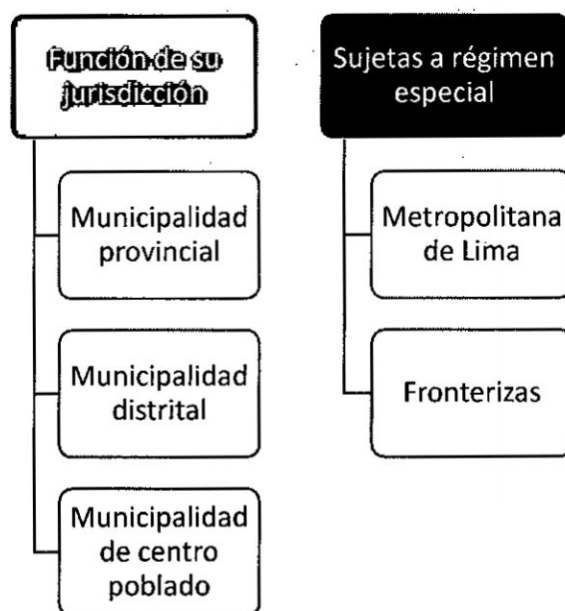 Función de su
jurisdicción
Municipalidad
provincial
Municipalidad
distrital
Municipalidad
de centro
poblado
Sujetas a régimen
especial
Metropolitana
de Lima
Fronterizas